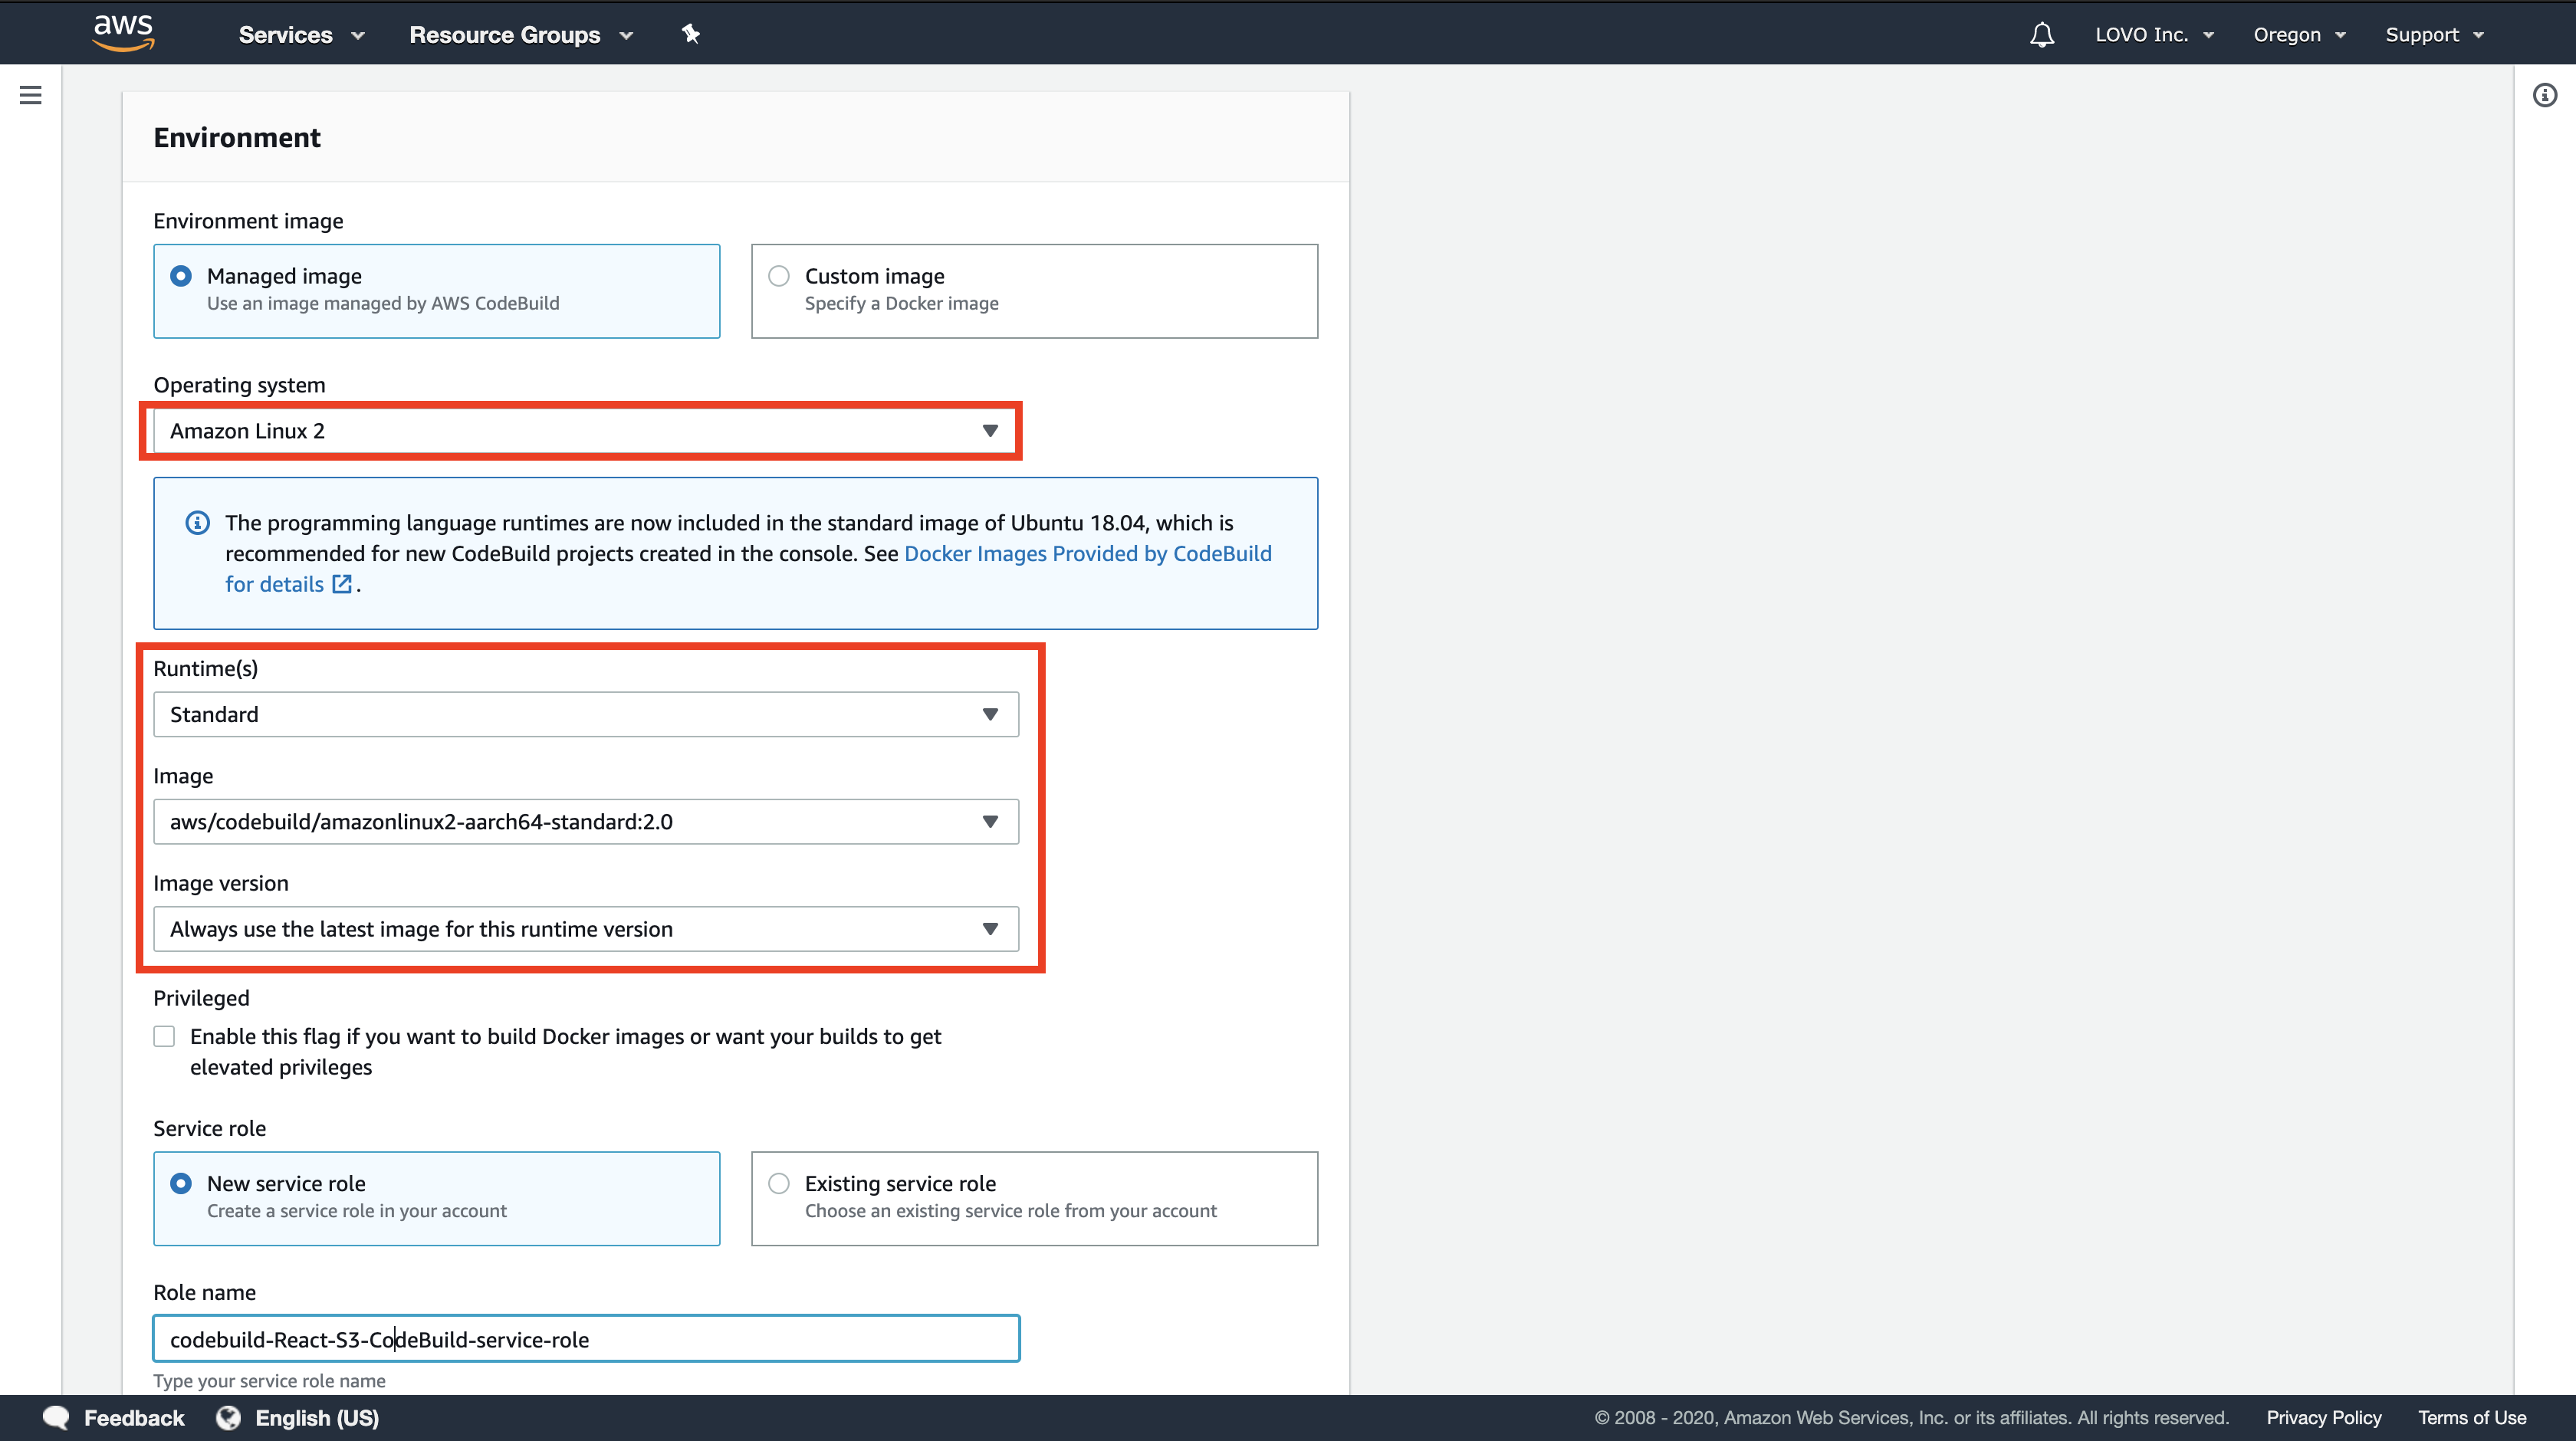 aws Services Resource Groups LOVO Inc. Oregon Support
Environment
Environment image
Managed image
Use an image managed by AWS CodeBuild
Custom image
Specify a Docker image
Operating system
Amazon Linux 2
The programming language runtimes are now included in the standard image of Ubuntu 18.04, which is
recommended for new CodeBuild projects created in the console. See Docker Images Provided by CodeBuild
for details .
Runtime(s)
Standard
Image
aws/codebuild/amazonlinux2-aarch64-standard:2.0
Image version
Always use the latest image for this runtime version
Privileged
Enable this flag if you want to build Docker images or want your builds to get
elevated privileges
Service role
New service role
Create a service role in your account
Existing service role
Choose an existing service role from your account
Role name
codebuild-React-S3-CodeBuild-service-role
Type your service role name
Feedback English (US) © 2008 - 2020, Amazon Web Services, Inc. or its affiliates. All rights reserved. Privacy Policy Terms of Use